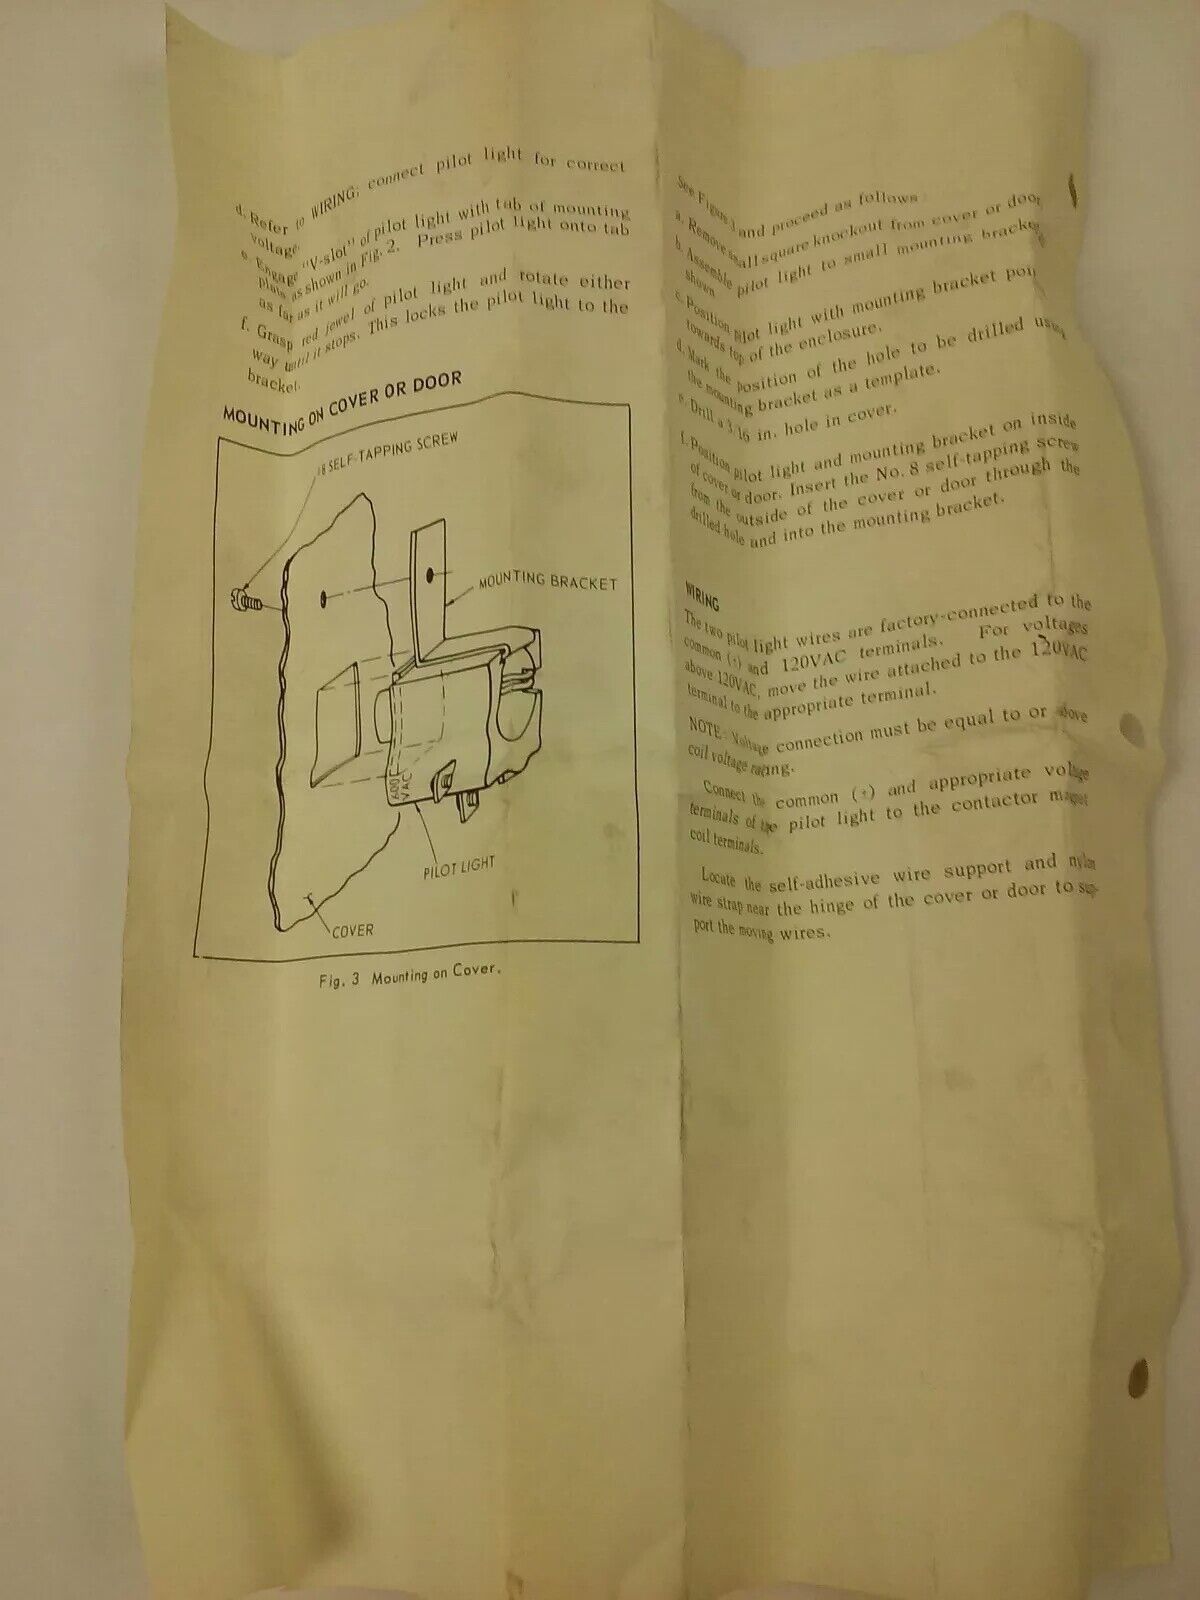 d. Refer to WIRING; connect pilot light for correct
voltage.
e. Engage "V-slot" of pilot light with tab of mounting
plate as shown in Fig. 2. Press pilot light onto tab
as far as it will go.
f. Grasp red jewel of pilot light and rotate either
way until it stops. This locks the pilot light to the
bracket.
MOUNTING ON COVER OR DOOR
#8 SELF-TAPPING SCREW
MOUNTING BRACKET
600
VAC
PILOT LIGHT
COVER
Fig. 3 Mounting on Cover.
See Figure 3 and proceed as follows:
a. Remove small square knockout from cover or door
b. Assemble pilot light to small mounting bracket
shown
c. Position pilot light with mounting bracket poin
towards top of the enclosure.
d. Mark the position of the hole to be drilled using
the mounting bracket as a template.
e. Drill a 3/16 in. hole in cover.
f. Position pilot light and mounting bracket on inside
of cover or door. Insert the No. 8 self-tapping screw
from the outside of the cover or door through the
drilled hole and into the mounting bracket.
WIRING
The two pilot light wires are factory-connected to the
common (+) and 120VAC terminals. For voltages
above 120VAC, move the wire attached to the 120VAC
terminal to the appropriate terminal.
NOTE: Voltage connection must be equal to or above
coil voltage rating.
Connect the common (+) and appropriate voltage
terminals of the pilot light to the contactor magnet
coil terminals.
Locate the self-adhesive wire support and nylon
wire strap near the hinge of the cover or door to sup-
port the moving wires.